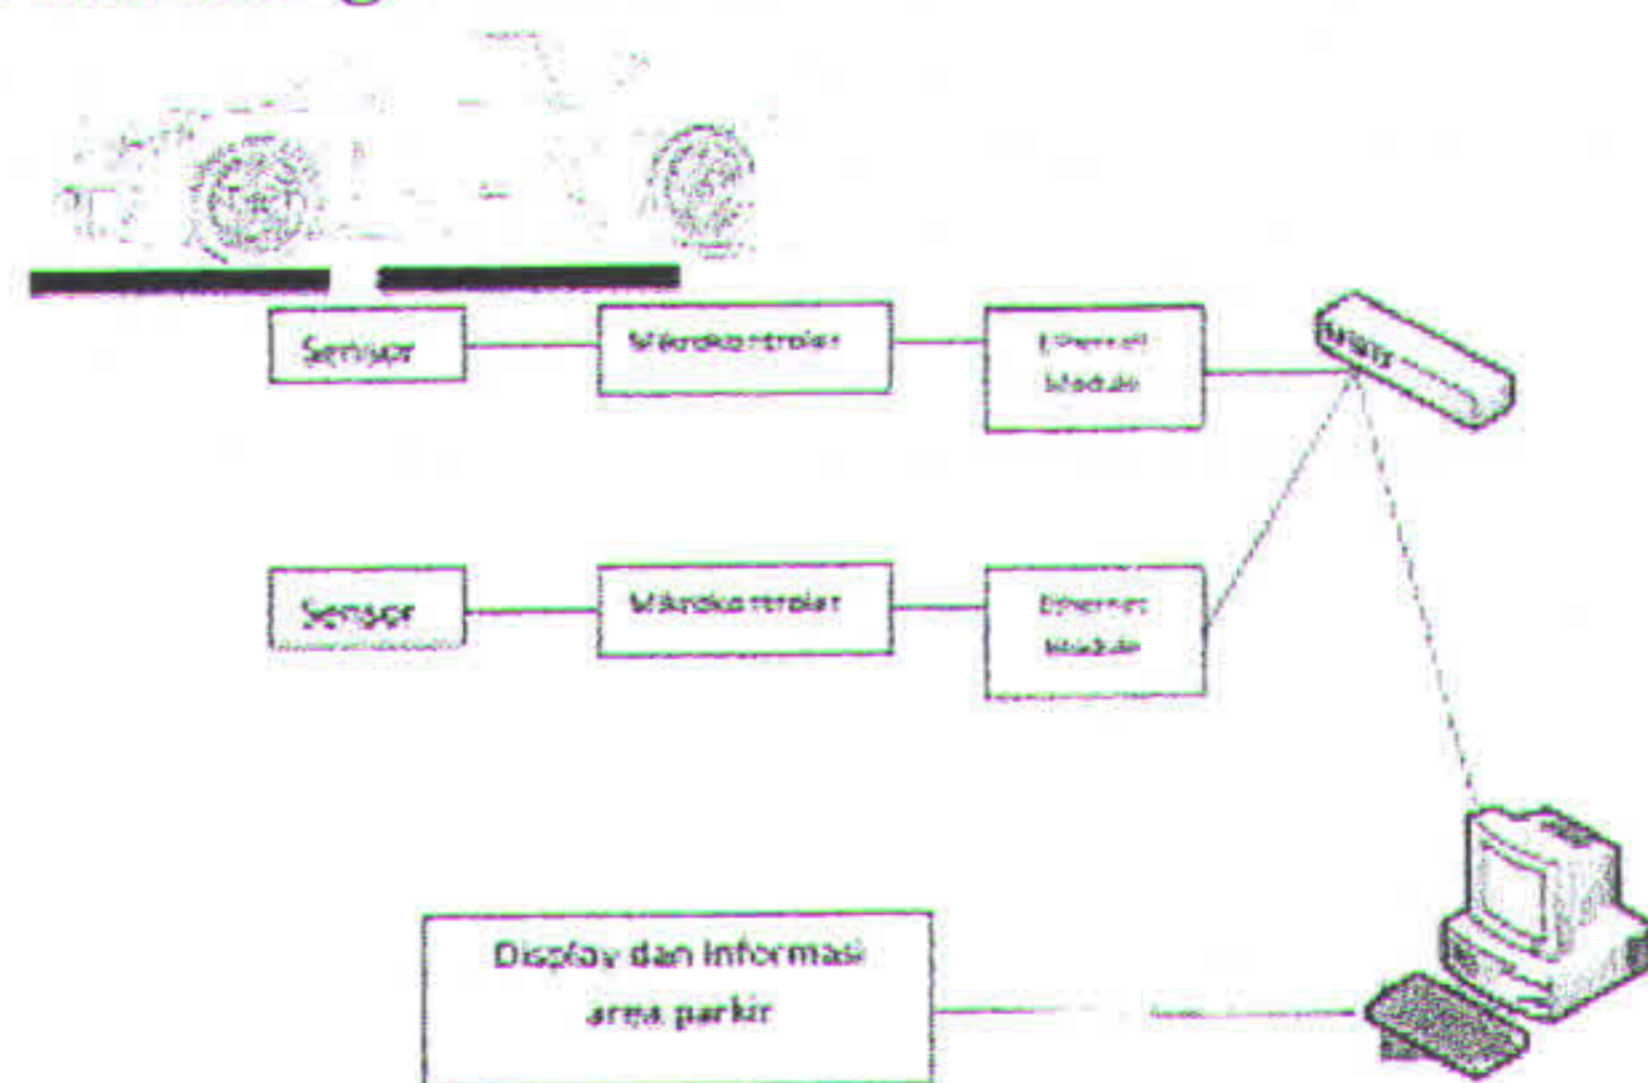 Sensor
Mikrokontroler
Ethernet
Module
Sensor
Mikrokontroler
Ethernet
Module
Display dan Informasi
area parkir